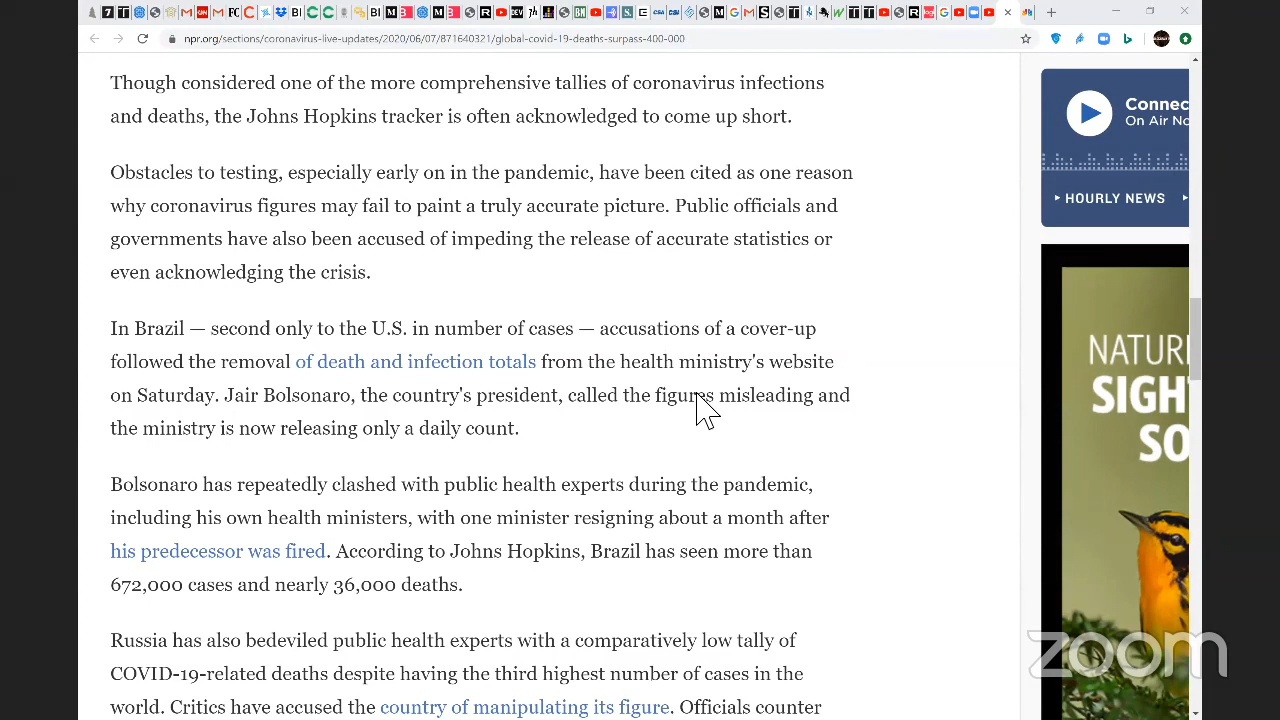 npr.org/sections/coronavirus-live-updates/2020/06/07/871640321/global-covid-19-deaths-surpass-400-000
Though considered one of the more comprehensive tallies of coronavirus infections
and deaths, the Johns Hopkins tracker is often acknowledged to come up short.
Obstacles to testing, especially early on in the pandemic, have been cited as one reason
why coronavirus figures may fail to paint a truly accurate picture. Public officials and
governments have also been accused of impeding the release of accurate statistics or
even acknowledging the crisis.
In Brazil — second only to the U.S. in number of cases — accusations of a cover-up
followed the removal of death and infection totals from the health ministry's website
on Saturday. Jair Bolsonaro, the country's president, called the figures misleading and
the ministry is now releasing only a daily count.
Bolsonaro has repeatedly clashed with public health experts during the pandemic,
including his own health ministers, with one minister resigning about a month after
his predecessor was fired. According to Johns Hopkins, Brazil has seen more than
672,000 cases and nearly 36,000 deaths.
Russia has also bedeviled public health experts with a comparatively low tally of
COVID-19-related deaths despite having the third highest number of cases in the
world. Critics have accused the country of manipulating its figure. Officials counter
Connec
On Air No
HOURLY NEWS
NATURE
SIGH
SO
zoom